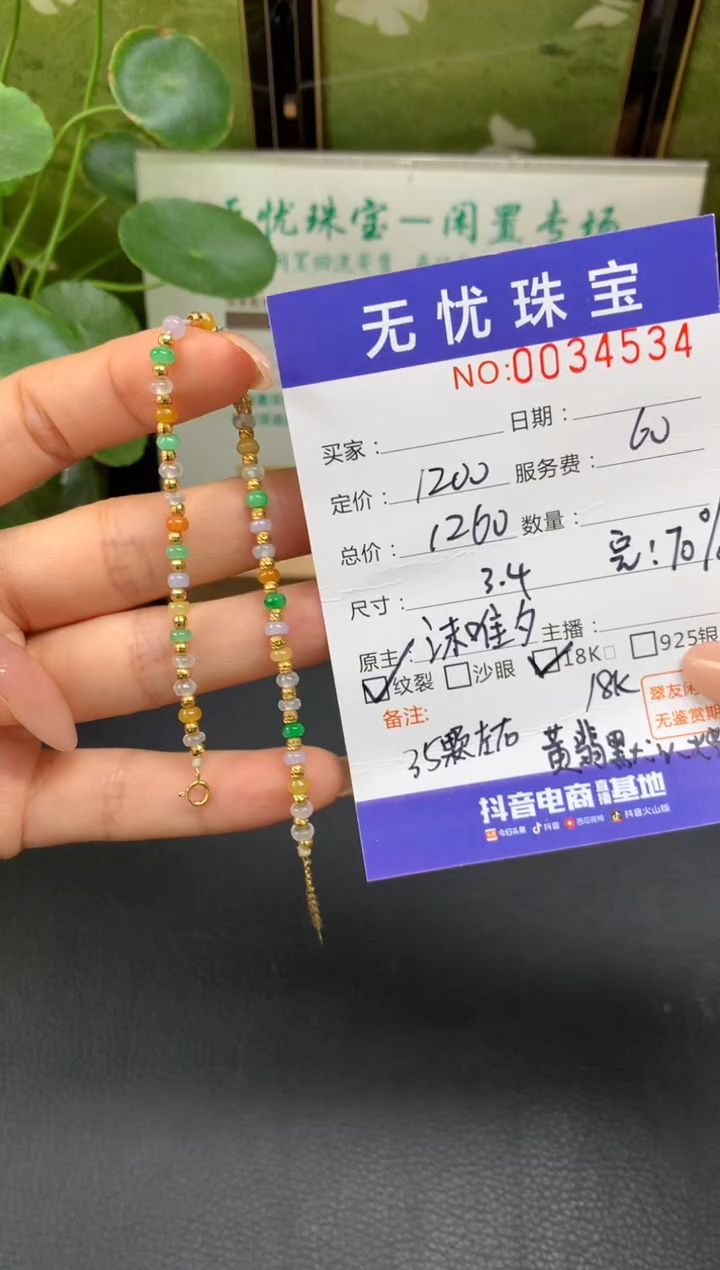 无忧珠宝一闲置专场
无忧珠宝
NO:0034534
买家: 日期:
定价: 1200 服务费: 60
总价: 1260 数量:
尺寸: 3.4 完!70%
原主: 沫唯夕 主播:
☑纹裂 □沙眼 ☑18K□ □925银
备注: 18K
翠友闲
无鉴赏期
35颗左右 黄翡默认
抖音电商直播基地
今日头条 抖音 西瓜视频 抖音火山版